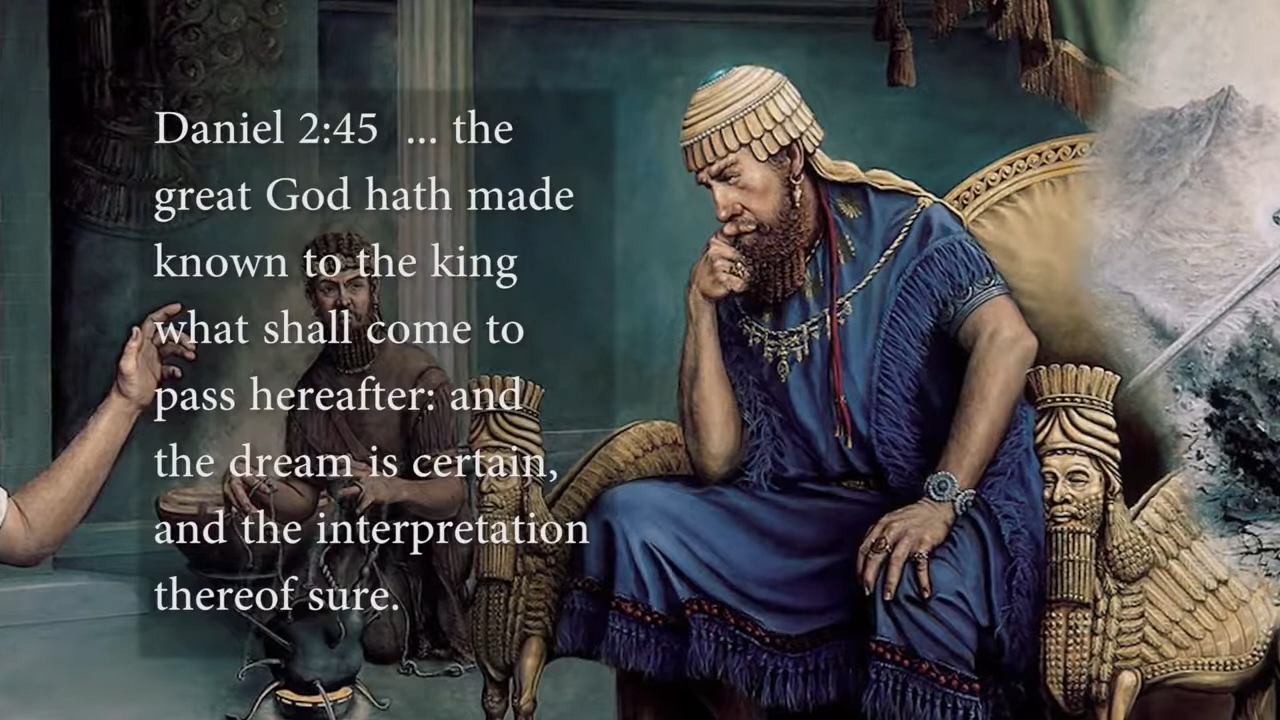 Daniel 2:45  ... the
great God hath made
known to the king
what shall come to
pass hereafter: and
the dream is certain,
and the interpretation
thereof sure.